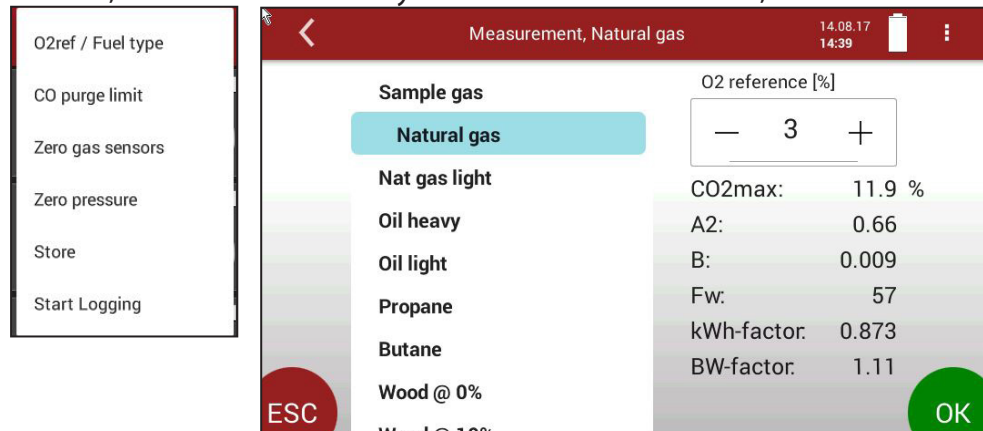 O2ref / Fuel type
CO purge limit
Zero gas sensors
Zero pressure
Store
Start Logging
Measurement, Natural gas
14.08.17
14:39
Sample gas
Natural gas
Nat gas light
Oil heavy
Oil light
Propane
Butane
Wood @ 0%
ESC
O2 reference [%]
— 3 +
CO2max: 11.9 %
A2: 0.66
B: 0.009
Fw: 57
kWh-factor: 0.873
BW-factor: 1.11
OK